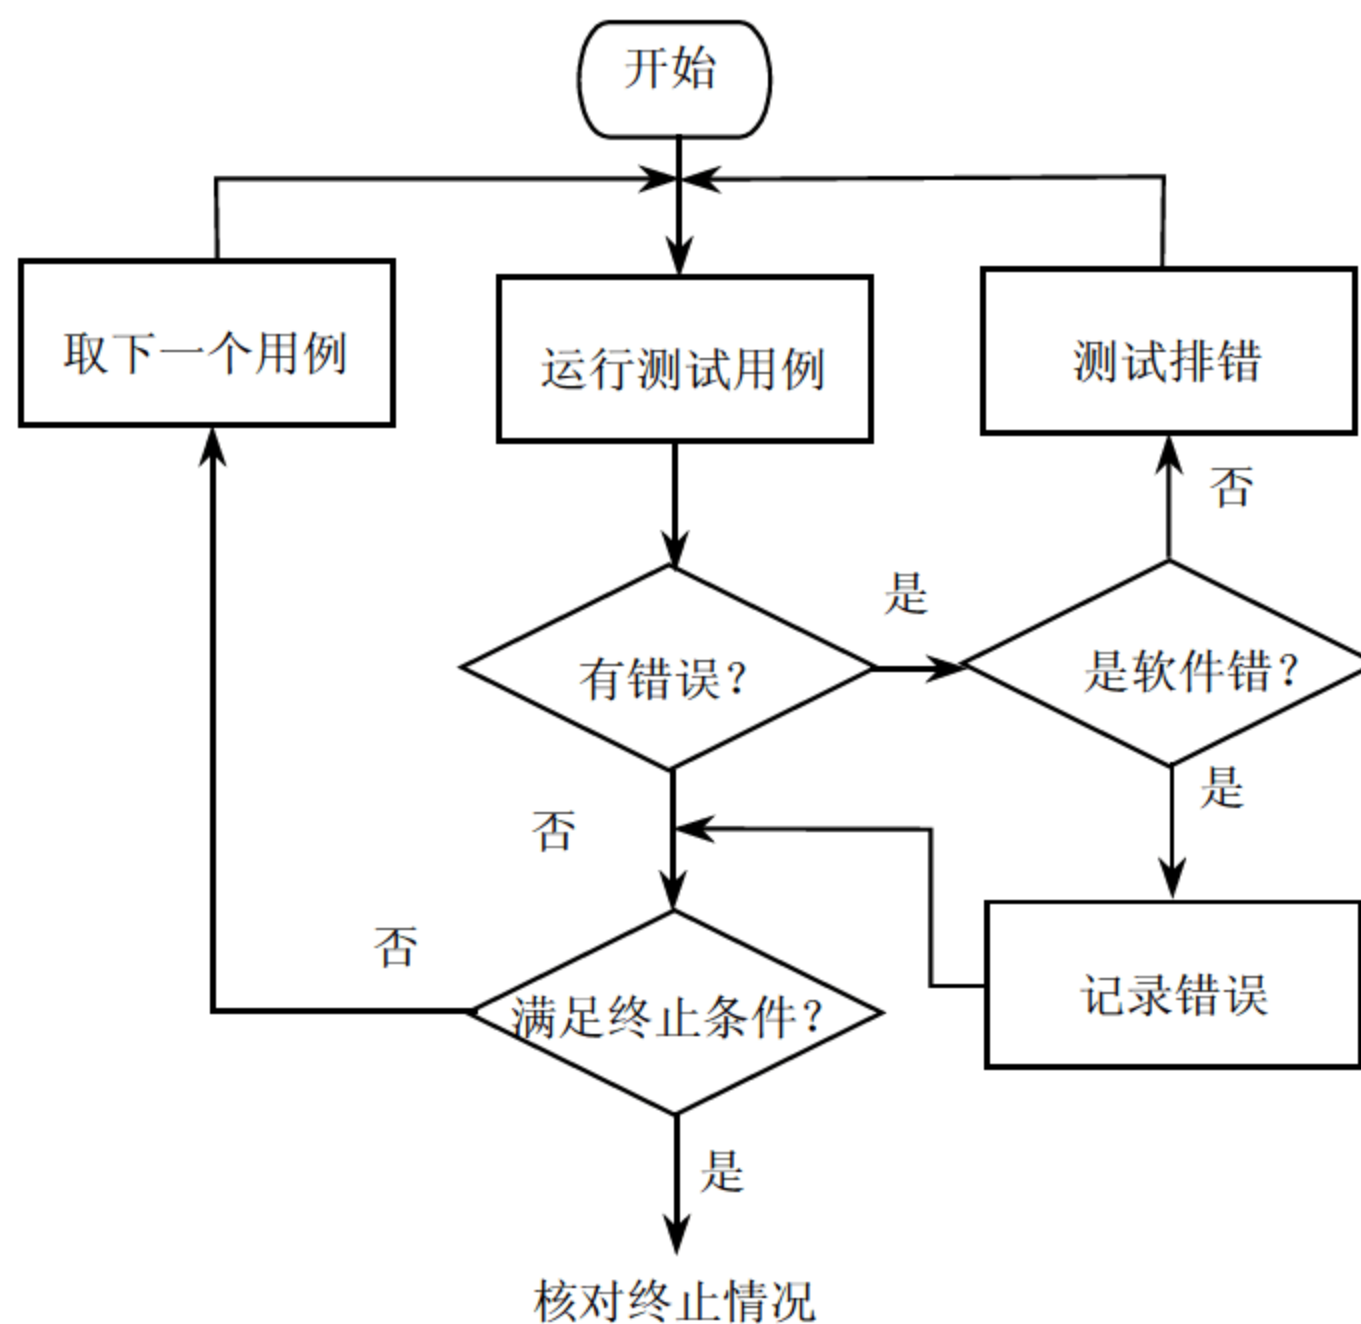 开始
取下一个用例
运行测试用例
测试排错
否
是
有错误？
是软件错？
是
否
否
记录错误
满足终止条件？
是
核对终止情况